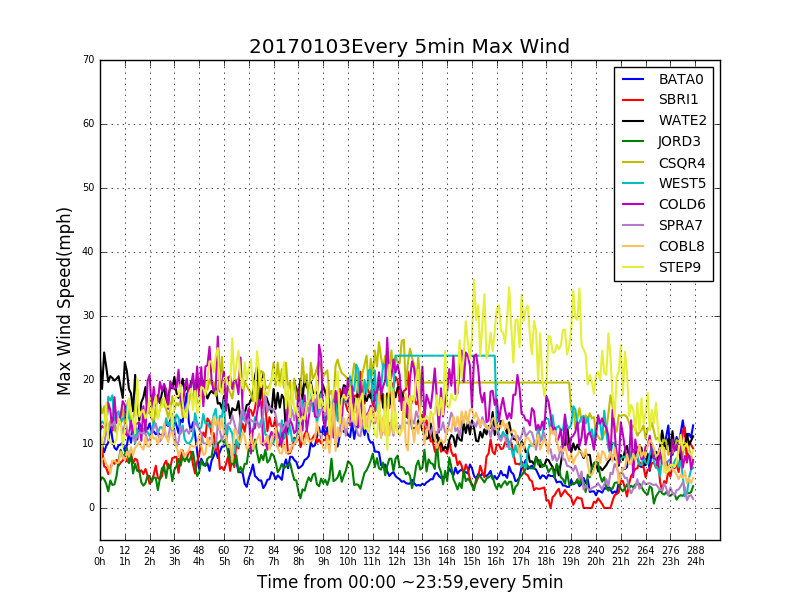 20170103Every 5min Max Wind
70
60
50
40
30
20
10
0
Max Wind Speed(mph)
BATA0
SBRI1
WATE2
JORD3
CSQR4
WEST5
COLD6
SPRA7
COBL8
STEP9
0 12 24 36 48 60 72 84 96 108 120 132 144 156 168 180 192 204 216 228 240 252 264 276 288
0h 1h 2h 3h 4h 5h 6h 7h 8h 9h 10h 11h 12h 13h 14h 15h 16h 17h 18h 19h 20h 21h 22h 23h 24h
Time from 00:00 ~23:59,every 5min